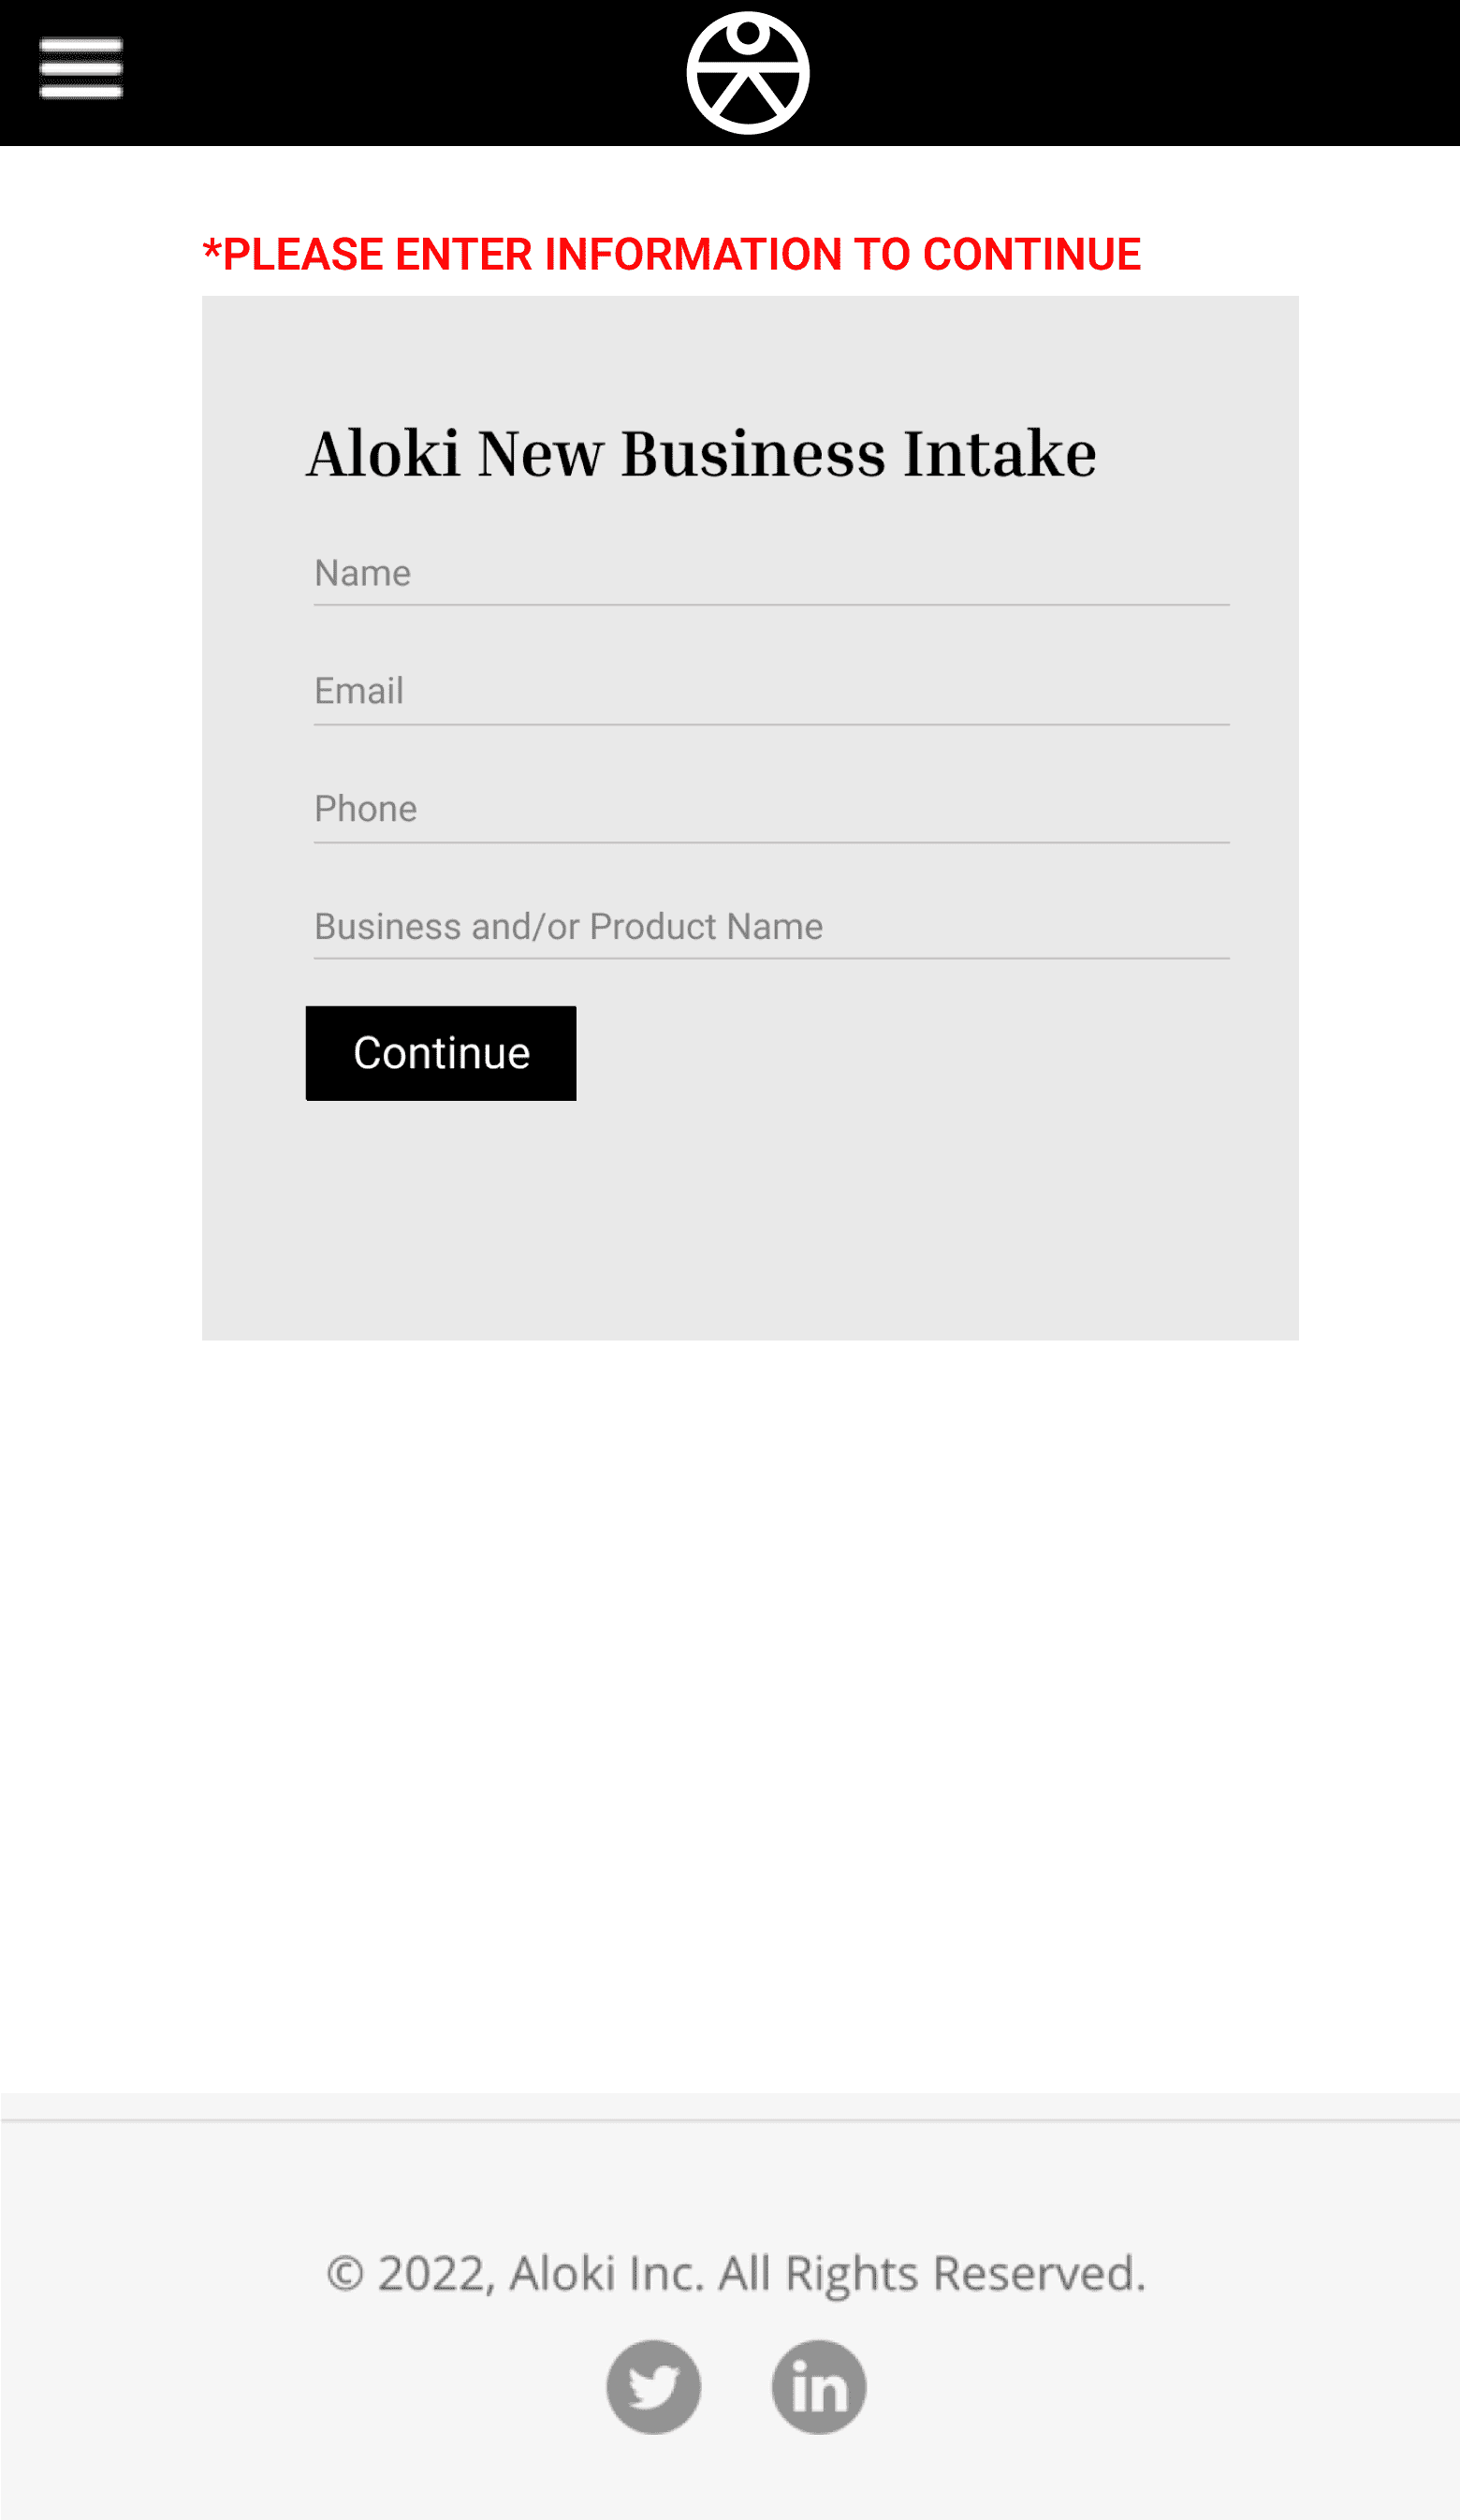 *PLEASE ENTER INFORMATION TO CONTINUE
Aloki New Business Intake
Name
Email
Phone
Business and/or Product Name
Continue
© 2022, Aloki Inc. All Rights Reserved.
in